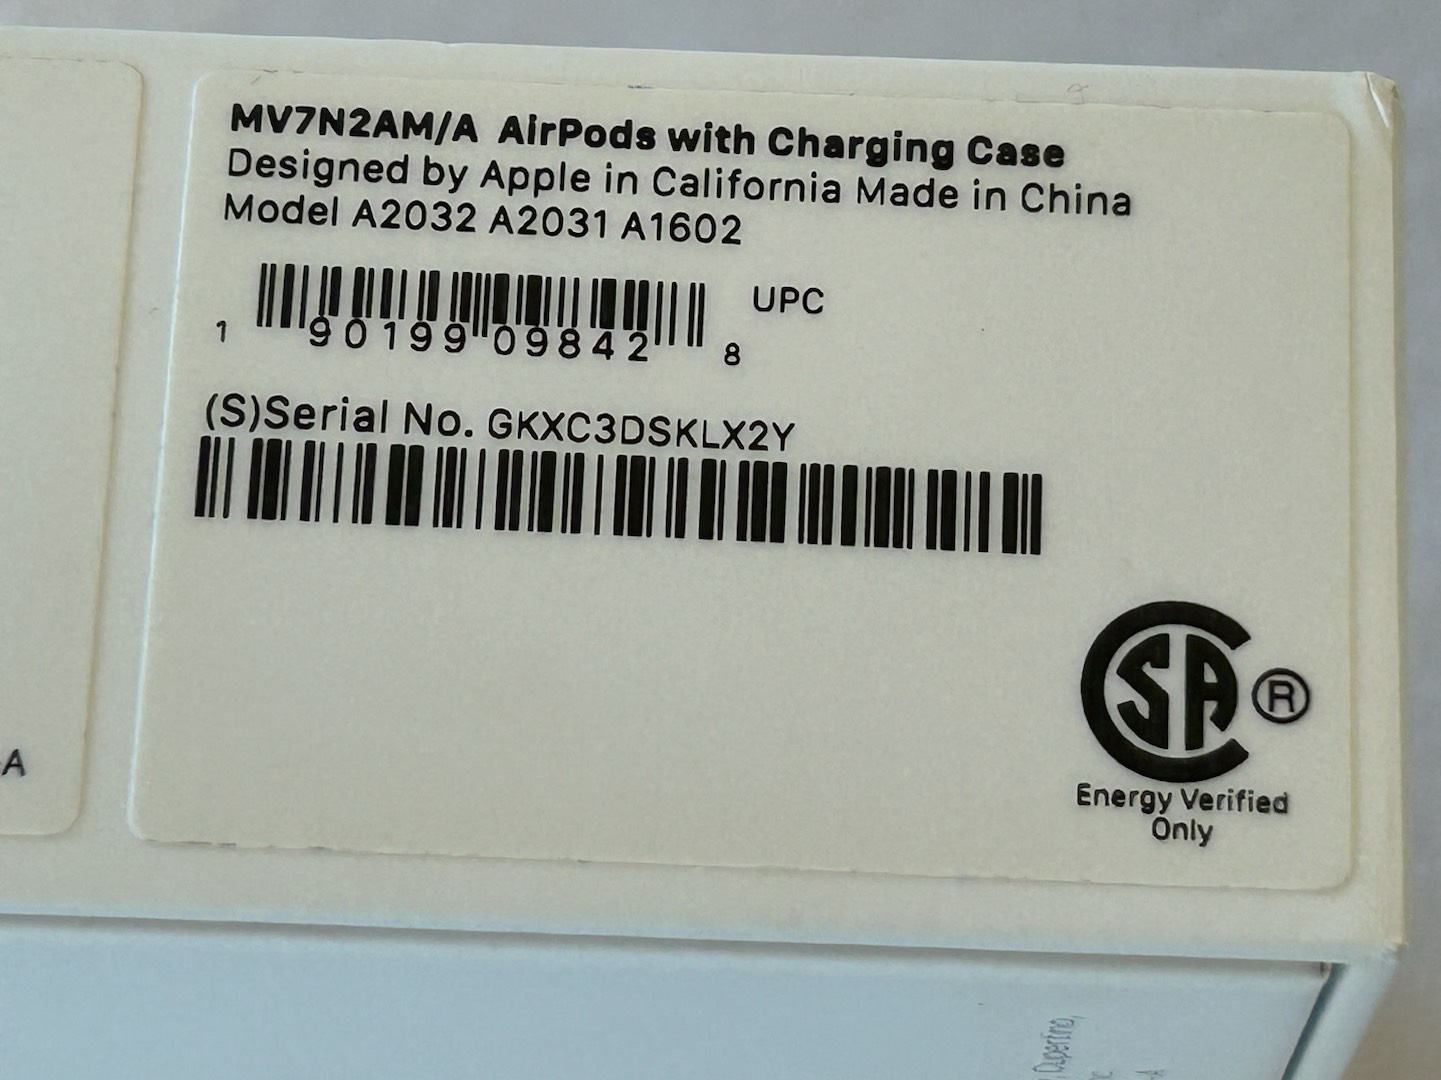 MV7N2AM/A AirPods with Charging Case
Designed by Apple in California Made in China
Model A2032 A2031 A1602
UPC
1 90199 09842 8
(S)Serial No. GKXC3DSKLX2Y
CSA ®
Energy Verified
Only
A